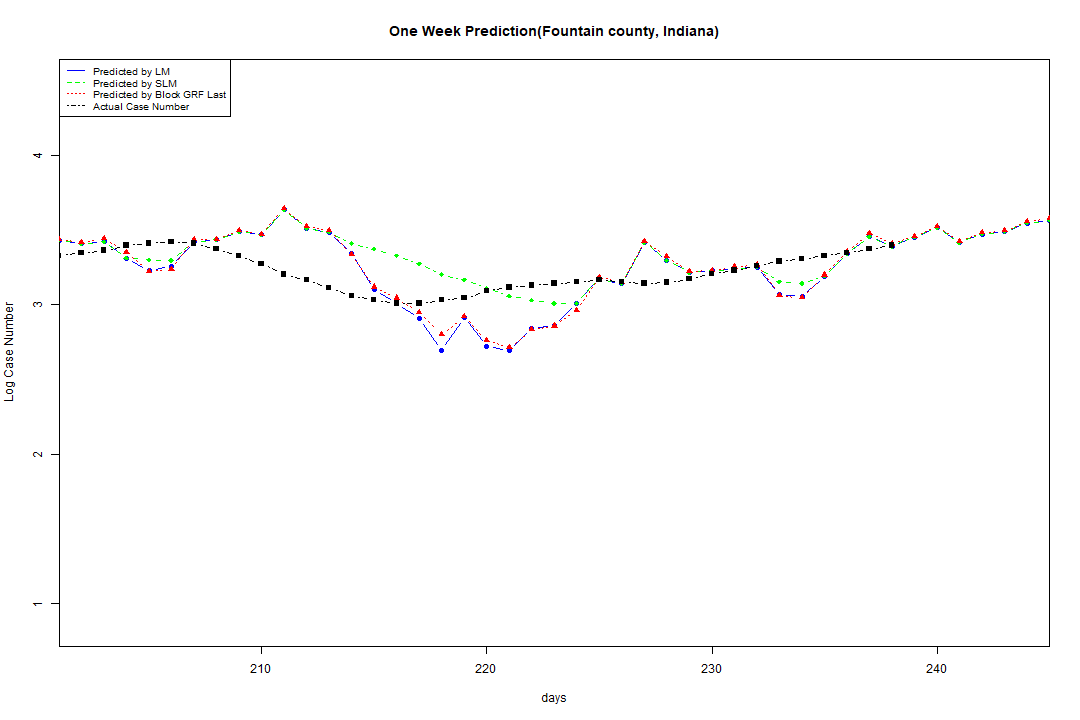 One Week Prediction(Fountain county, Indiana)
Predicted by LM
Predicted by SLM
Predicted by Block GRF Last
Actual Case Number
4
3
2
1
Log Case Number
210
220
230
240
days